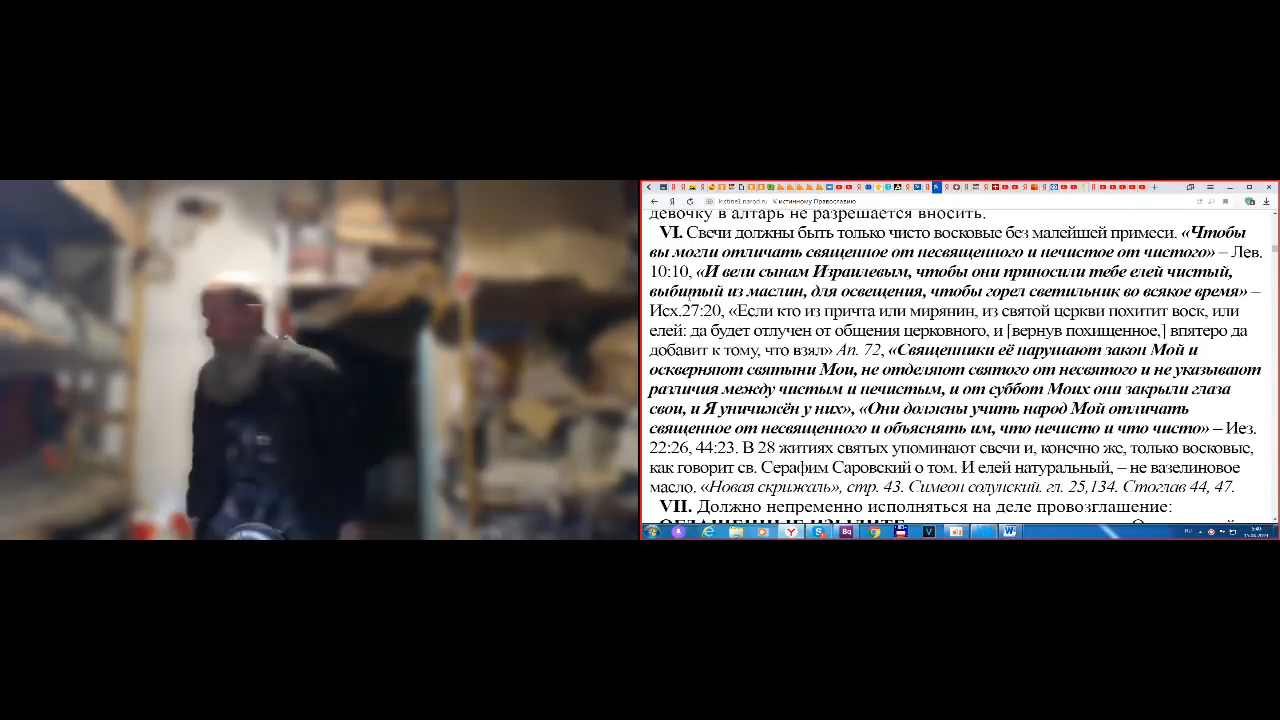 kistine1.narod.ru К истинному Православию
девочку в алтарь не разрешается вносить.
VI. Свечи должны быть только чисто восковые без малейшей примеси. «Чтобы
вы могли отличать священное от несвященного и нечистое от чистого» – Лев.
10:10, «И вели сынам Израилевым, чтобы они приносили тебе елей чистый,
выбитый из маслин, для освещения, чтобы горел светильник во всякое время» –
Исх.27:20, «Если кто из причта или мирянин, из святой церкви похитит воск, или
елей: да будет отлучен от общения церковного, и [вернув похищенное,] впятеро да
добавит к тому, что взял» Ап. 72, «Священники её нарушают закон Мой и
оскверняют святыни Мои, не отделяют святого от несвятого и не указывают
различия между чистым и нечистым, и от суббот Моих они закрыли глаза
свои, и Я уничижён у них», «Они должны учить народ Мой отличать
священное от несвященного и объяснять им, что нечисто и что чисто» – Иез.
22:26, 44:23. В 28 житиях святых упоминают свечи и, конечно же, только восковые,
как говорит св. Серафим Саровский о том. И елей натуральный, – не вазелиновое
масло. «Новая скрижаль», стр. 43. Симеон солунский. гл. 25,134. Стоглав 44, 47.
VII. Должно непременно исполняться на деле провозглашение: